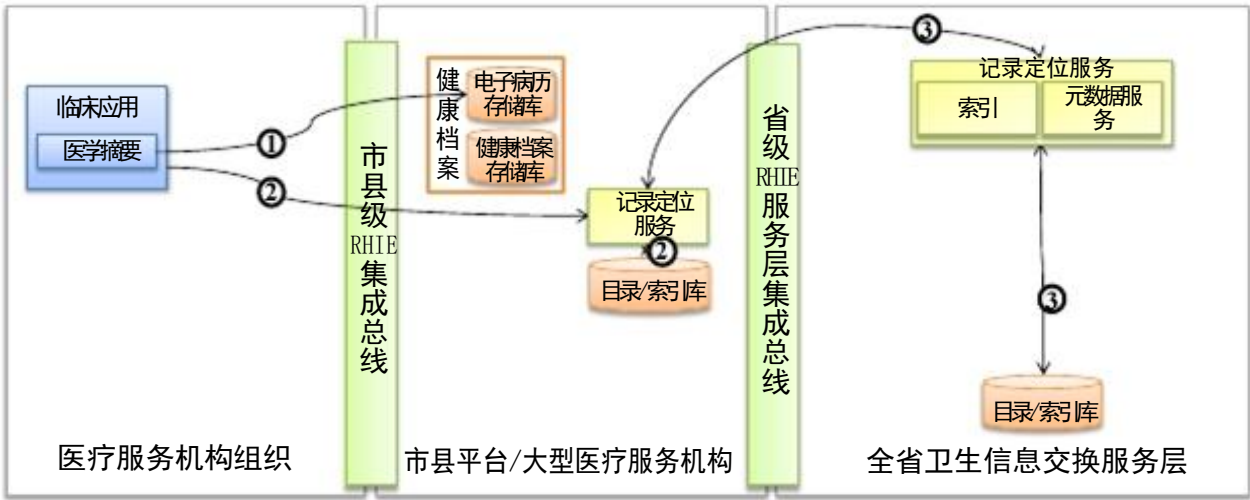 临床应用
医学摘要
①
②
市
县
级
RHIE
集
成
总
线
健
康
档
案
电子病历
存储库
健康档案
存储库
记录定位
服务
②
目录/索引库
省
级
RHIE
服
务
层
集
成
总
线
③
记录定位服务
索引
元数据服
务
③
目录/索引库
医疗服务机构组织
市县平台/大型医疗服务机构
全省卫生信息交换服务层